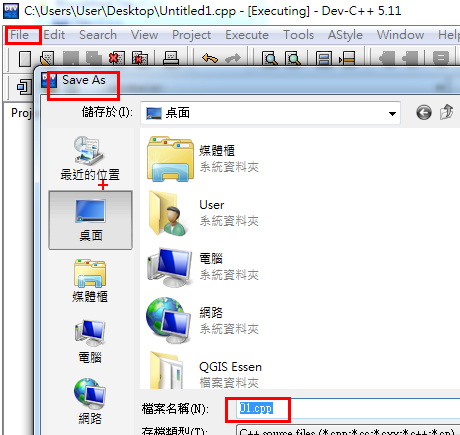 C:\Users\User\Desktop\Untitled1.cpp - [Executing] - Dev-C++ 5.11
File Edit Search View Project Execute Tools AStyle Window Help
DEV Save As
Proj
儲存於(I): 桌面
最近的位置
桌面
媒體櫃
電腦
網路
媒體櫃
系統資料夾
User
系統資料夾
電腦
系統資料夾
網路
系統資料夾
QGIS Essen
檔案資料夾
檔案名稱(N): 01.cpp
存檔類型(T): C++ source files (*.cpp;*.cc;*.cxx;*.c++;*.cp)